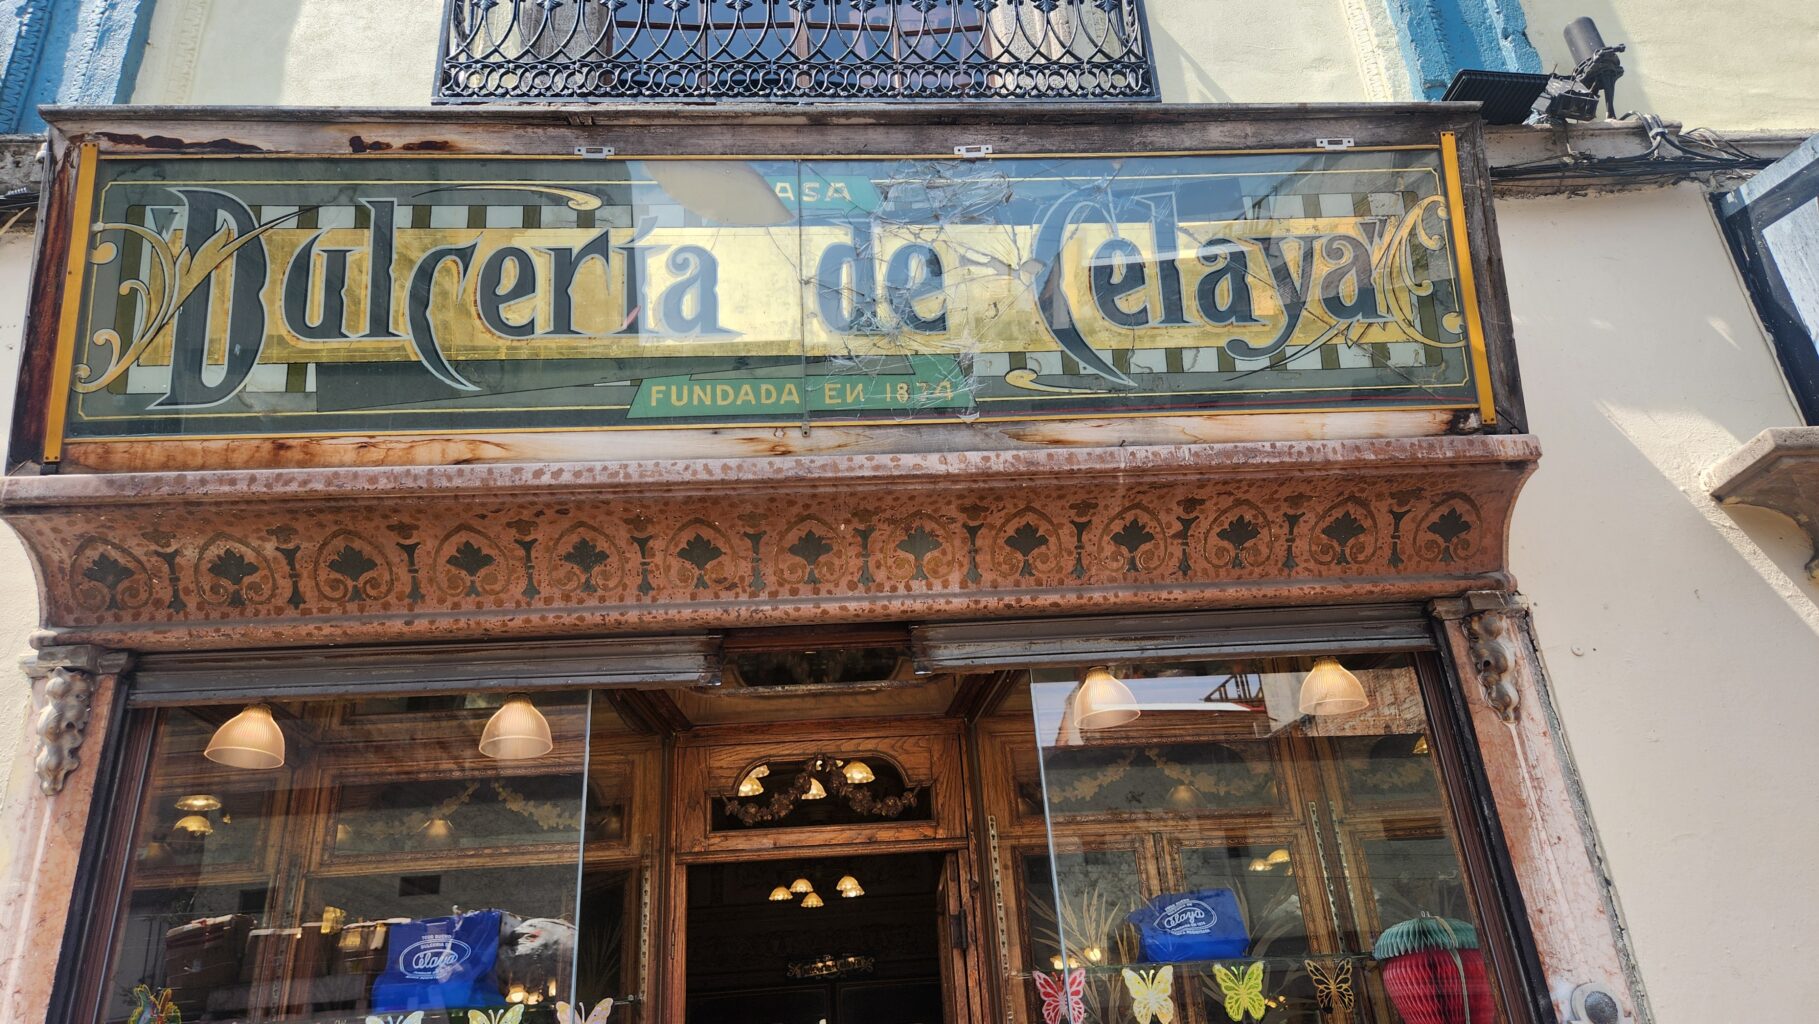 CASA
Dulcería de Celaya
FUNDADA EN 1874
Celaya
Celaya